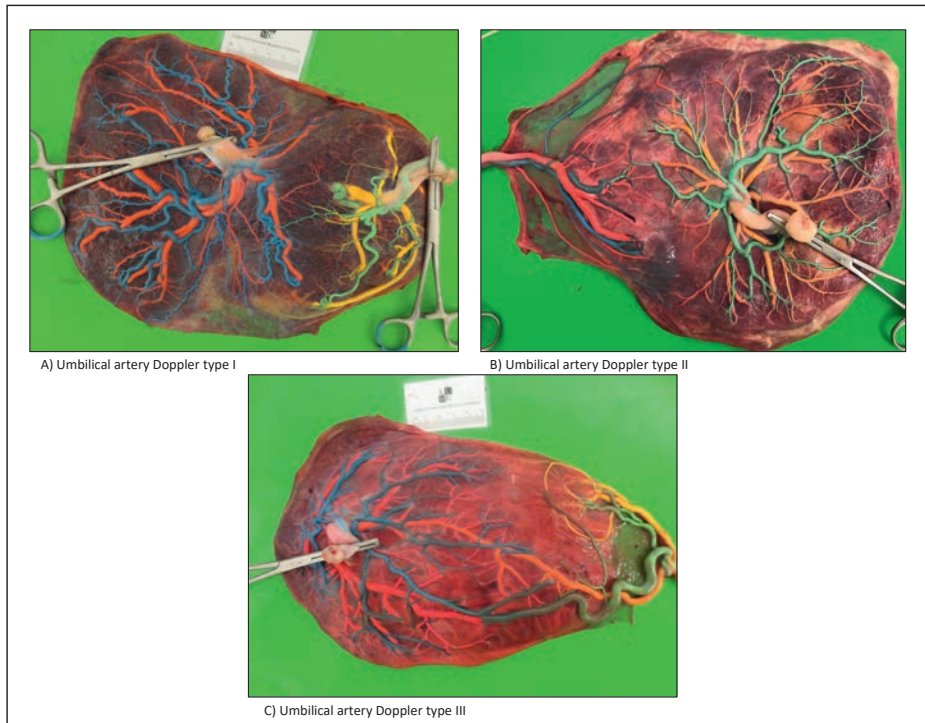 A) Umbilical artery Doppler type I
B) Umbilical artery Doppler type II
C) Umbilical artery Doppler type III